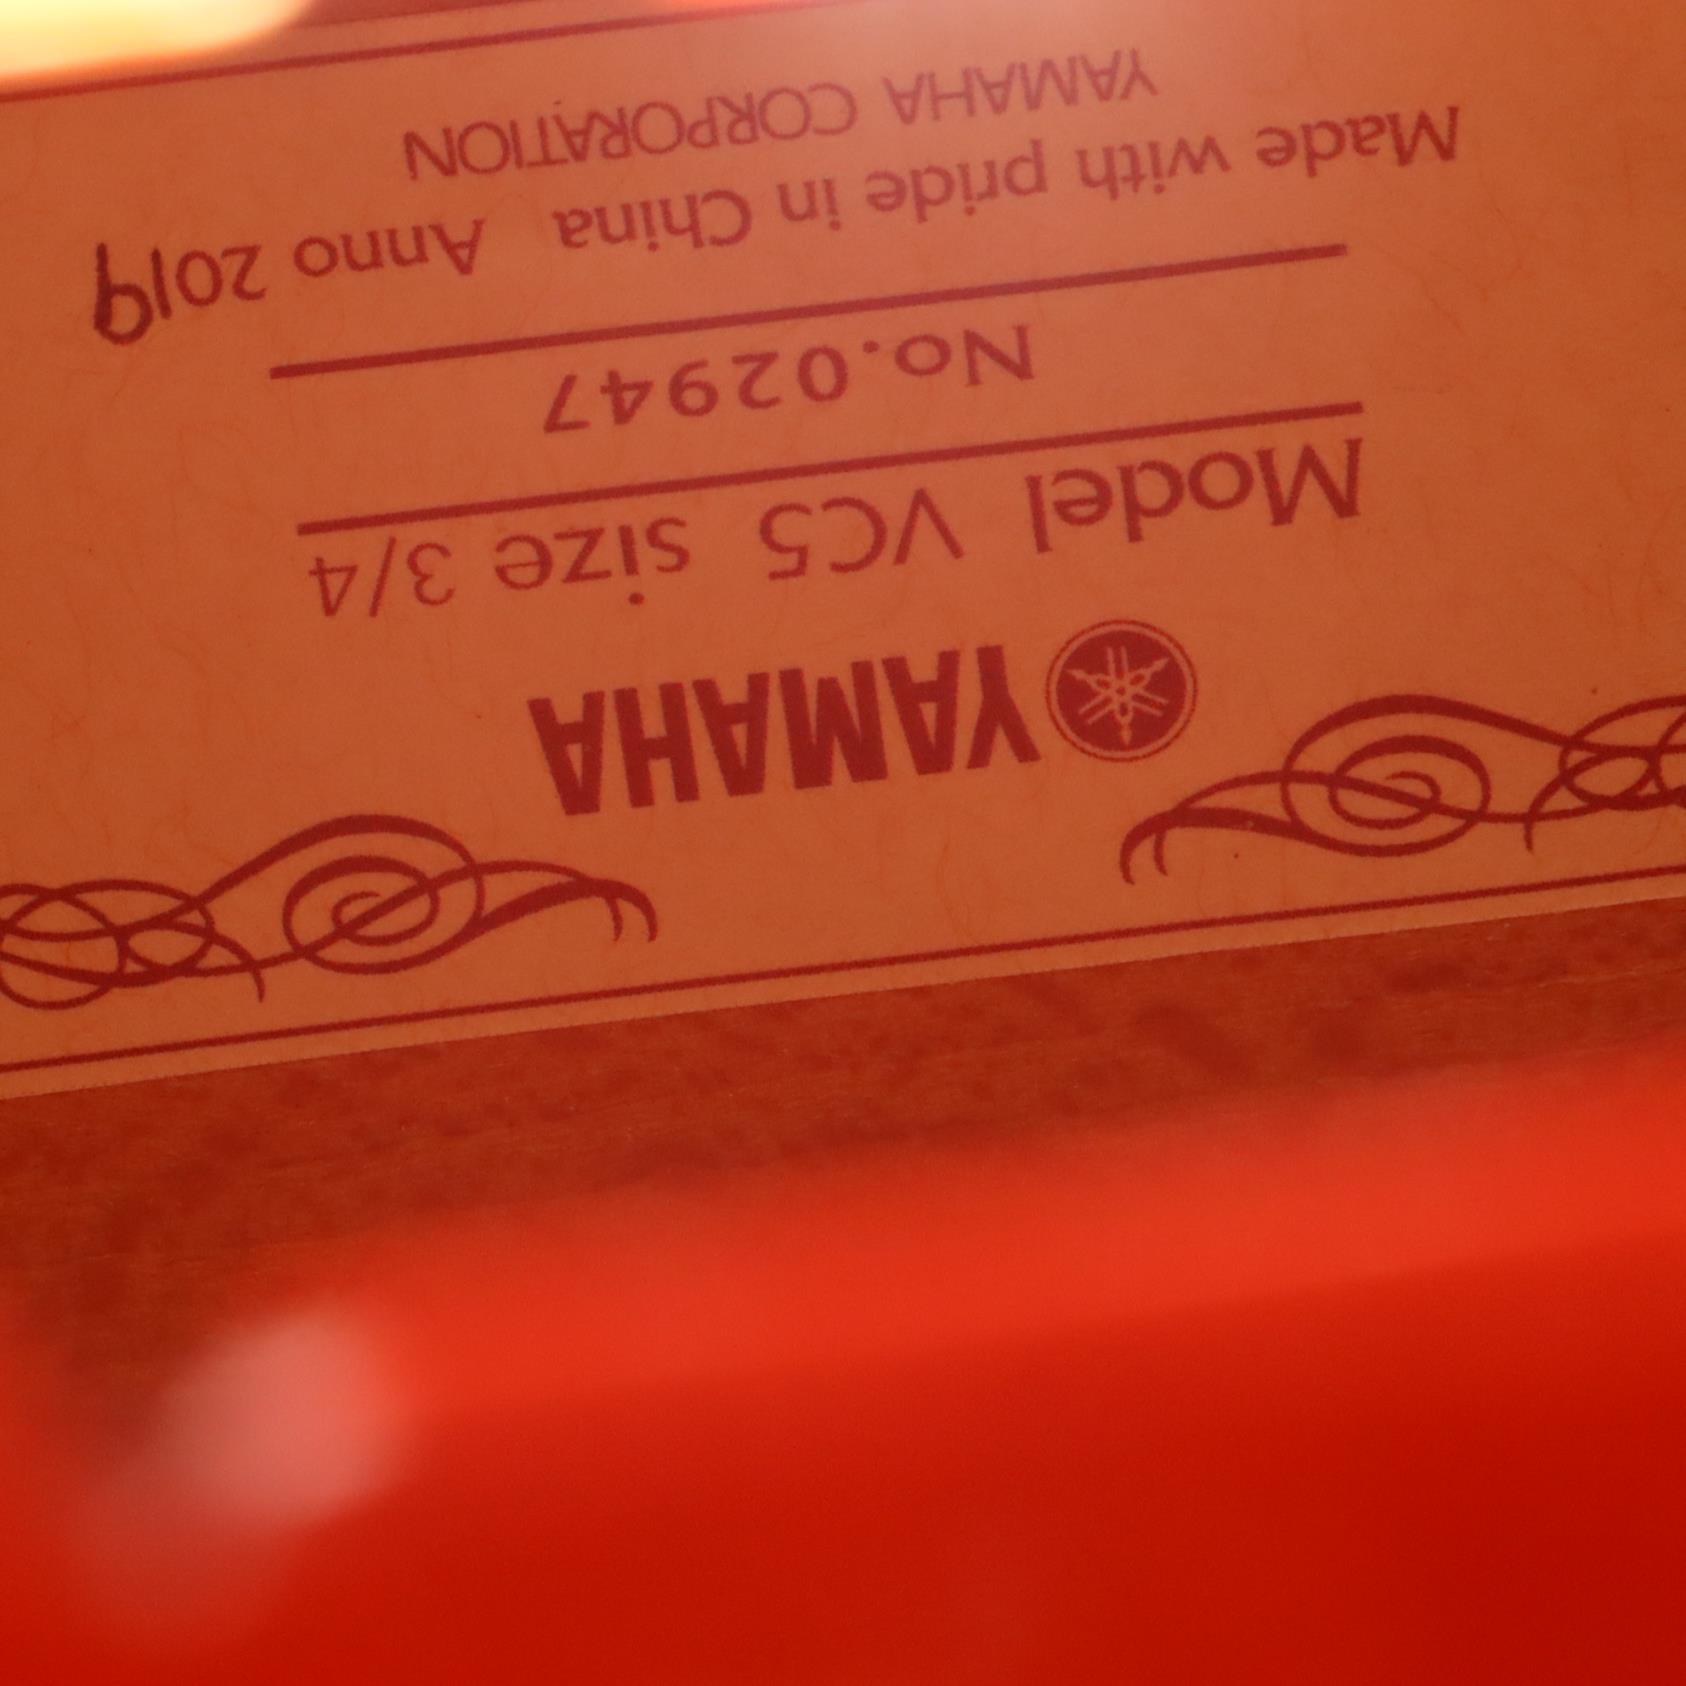 YAMAHA
Model VC5 size 3/4
No.02947
Made with pride in China Anno 2019
YAMAHA CORPORATION